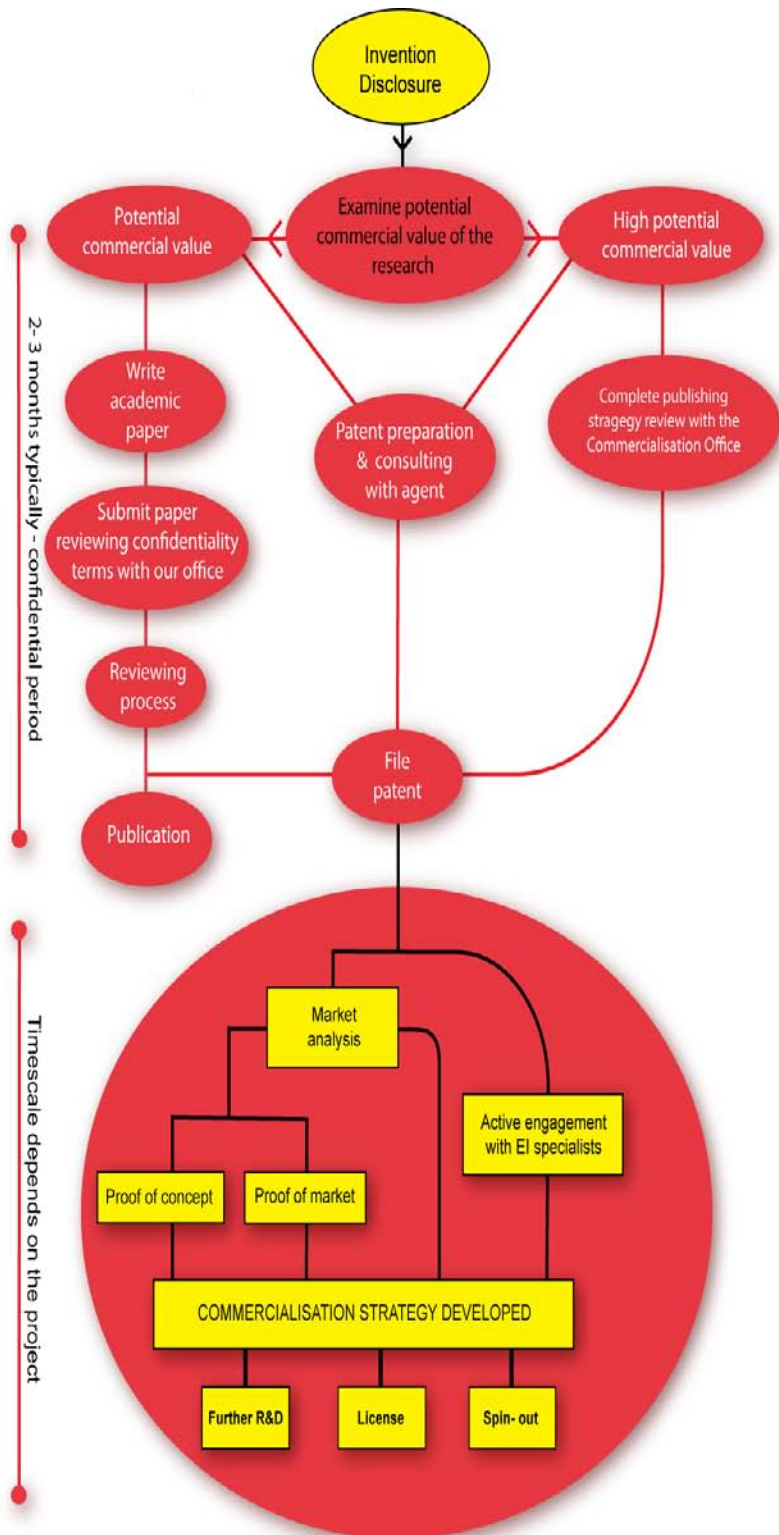 Invention
Disclosure
Potential
commercial value
Examine potential
commercial value of the
research
High potential
commercial value
Write
academic
paper
Patent preparation
& consulting
with agent
Complete publishing
stragegy review with the
Commercialisation Office
Submit paper
reviewing confidentiality
terms with our office
Reviewing
process
File
patent
Publication
2- 3 months typically - confidential period
Market
analysis
Active engagement
with EI specialists
Proof of concept
Proof of market
COMMERCIALISATION STRATEGY DEVELOPED
Further R&D
License
Spin- out
Timescale depends on the project